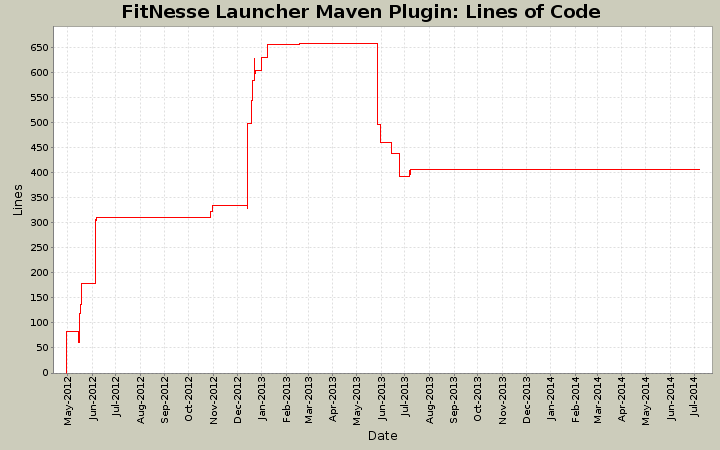 FitNesse Launcher Maven Plugin: Lines of Code
Lines
650
600
550
500
450
400
350
300
250
200
150
100
50
0
May-2012
Jun-2012
Jul-2012
Aug-2012
Sep-2012
Oct-2012
Nov-2012
Dec-2012
Jan-2013
Feb-2013
Mar-2013
Apr-2013
May-2013
Jun-2013
Jul-2013
Aug-2013
Sep-2013
Oct-2013
Nov-2013
Dec-2013
Jan-2014
Feb-2014
Mar-2014
Apr-2014
May-2014
Jun-2014
Jul-2014
Date